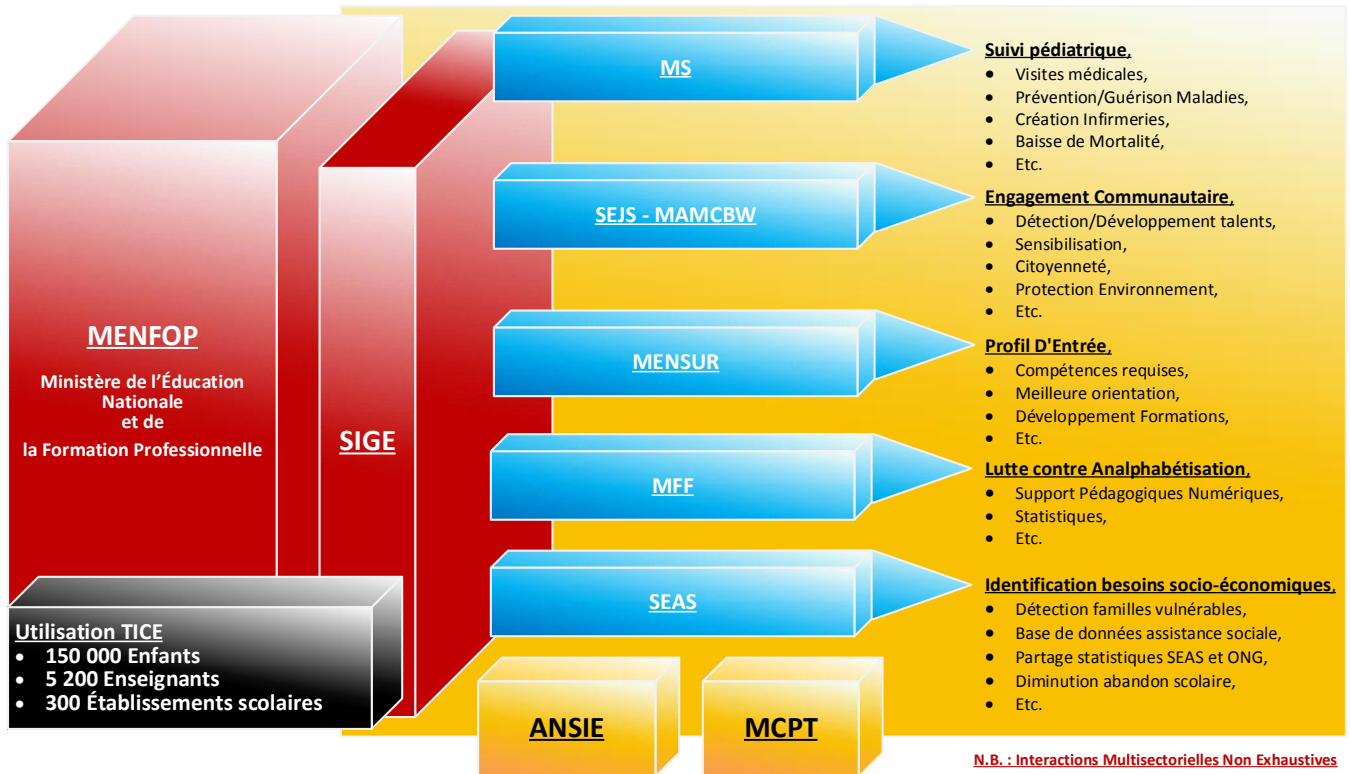 MENFOP
Ministère de l'Éducation
Nationale
et de
la Formation Professionnelle
Utilisation TICE
• 150 000 Enfants
• 5 200 Enseignants
• 300 Établissements scolaires
SIGE
MS
Suivi pédiatrique,
• Visites médicales,
• Prévention/Guérison Maladies,
• Création Infirmeries,
• Baisse de Mortalité,
• Etc.
SEJS - MAMCBW
Engagement Communautaire,
• Détection/Développement talents,
• Sensibilisation,
• Citoyenneté,
• Protection Environnement,
• Etc.
MENSUR
Profil D'Entrée,
• Compétences requises,
• Meilleure orientation,
• Développement Formations,
• Etc.
MFF
Lutte contre Analphabétisation,
• Support Pédagogiques Numériques,
• Statistiques,
• Etc.
SEAS
Identification besoins socio-économiques,
• Détection familles vulnérables,
• Base de données assistance sociale,
• Partage statistiques SEAS et ONG,
• Diminution abandon scolaire,
• Etc.
ANSIE
MCPT
N.B. : Interactions Multisectorielles Non Exhaustives